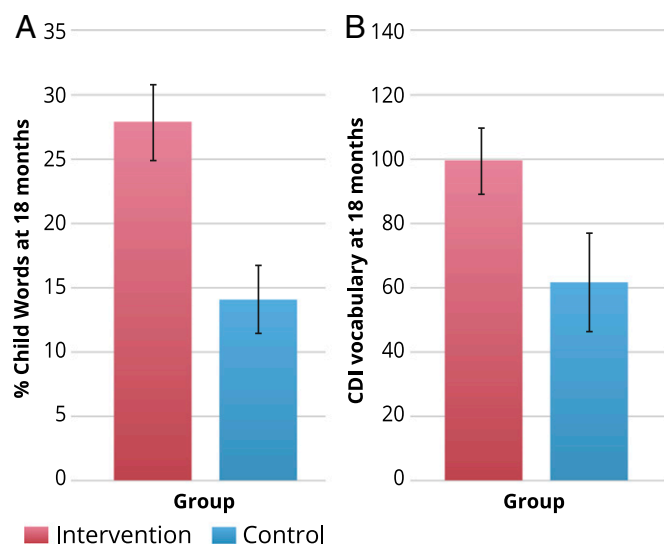 A
% Child Words at 18 months
35
30
25
20
15
10
5
0
Group
B
CDI vocabulary at 18 months
140
120
100
80
60
40
20
0
Group
Intervention
Control